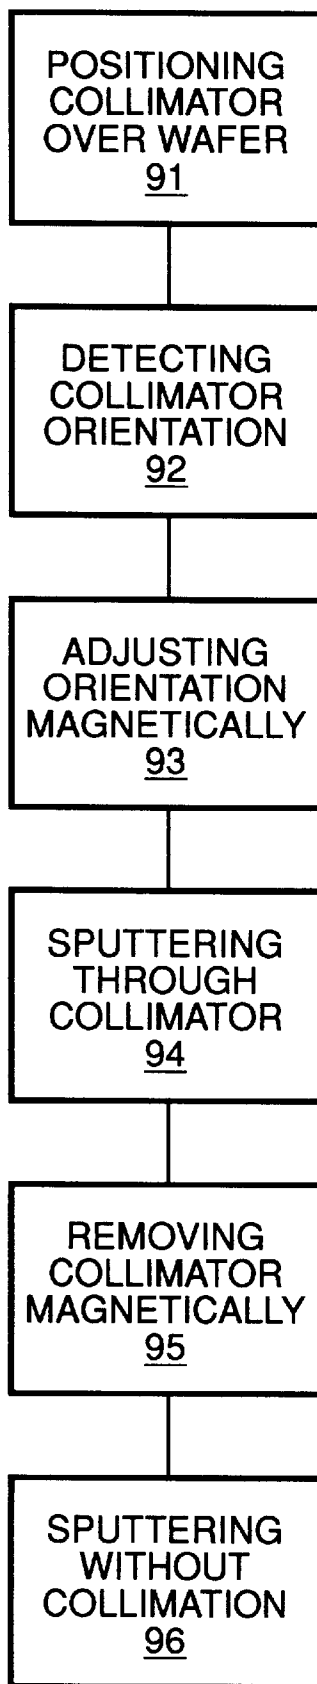 POSITIONING
COLLIMATOR
OVER WAFER
91
DETECTING
COLLIMATOR
ORIENTATION
92
ADJUSTING
ORIENTATION
MAGNETICALLY
93
SPUTTERING
THROUGH
COLLIMATOR
94
REMOVING
COLLIMATOR
MAGNETICALLY
95
SPUTTERING
WITHOUT
COLLIMATION
96